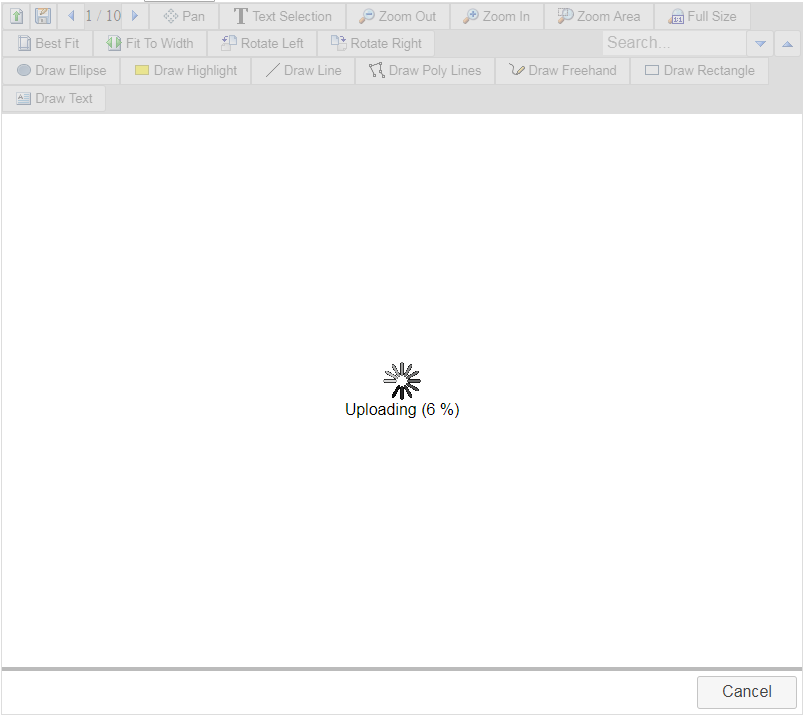 1 / 10 Pan Text Selection Zoom Out Zoom In Zoom Area Full Size
Best Fit Fit To Width Rotate Left Rotate Right Search...
Draw Ellipse Draw Highlight Draw Line Draw Poly Lines Draw Freehand Draw Rectangle
Draw Text
Uploading (6 %)
Cancel